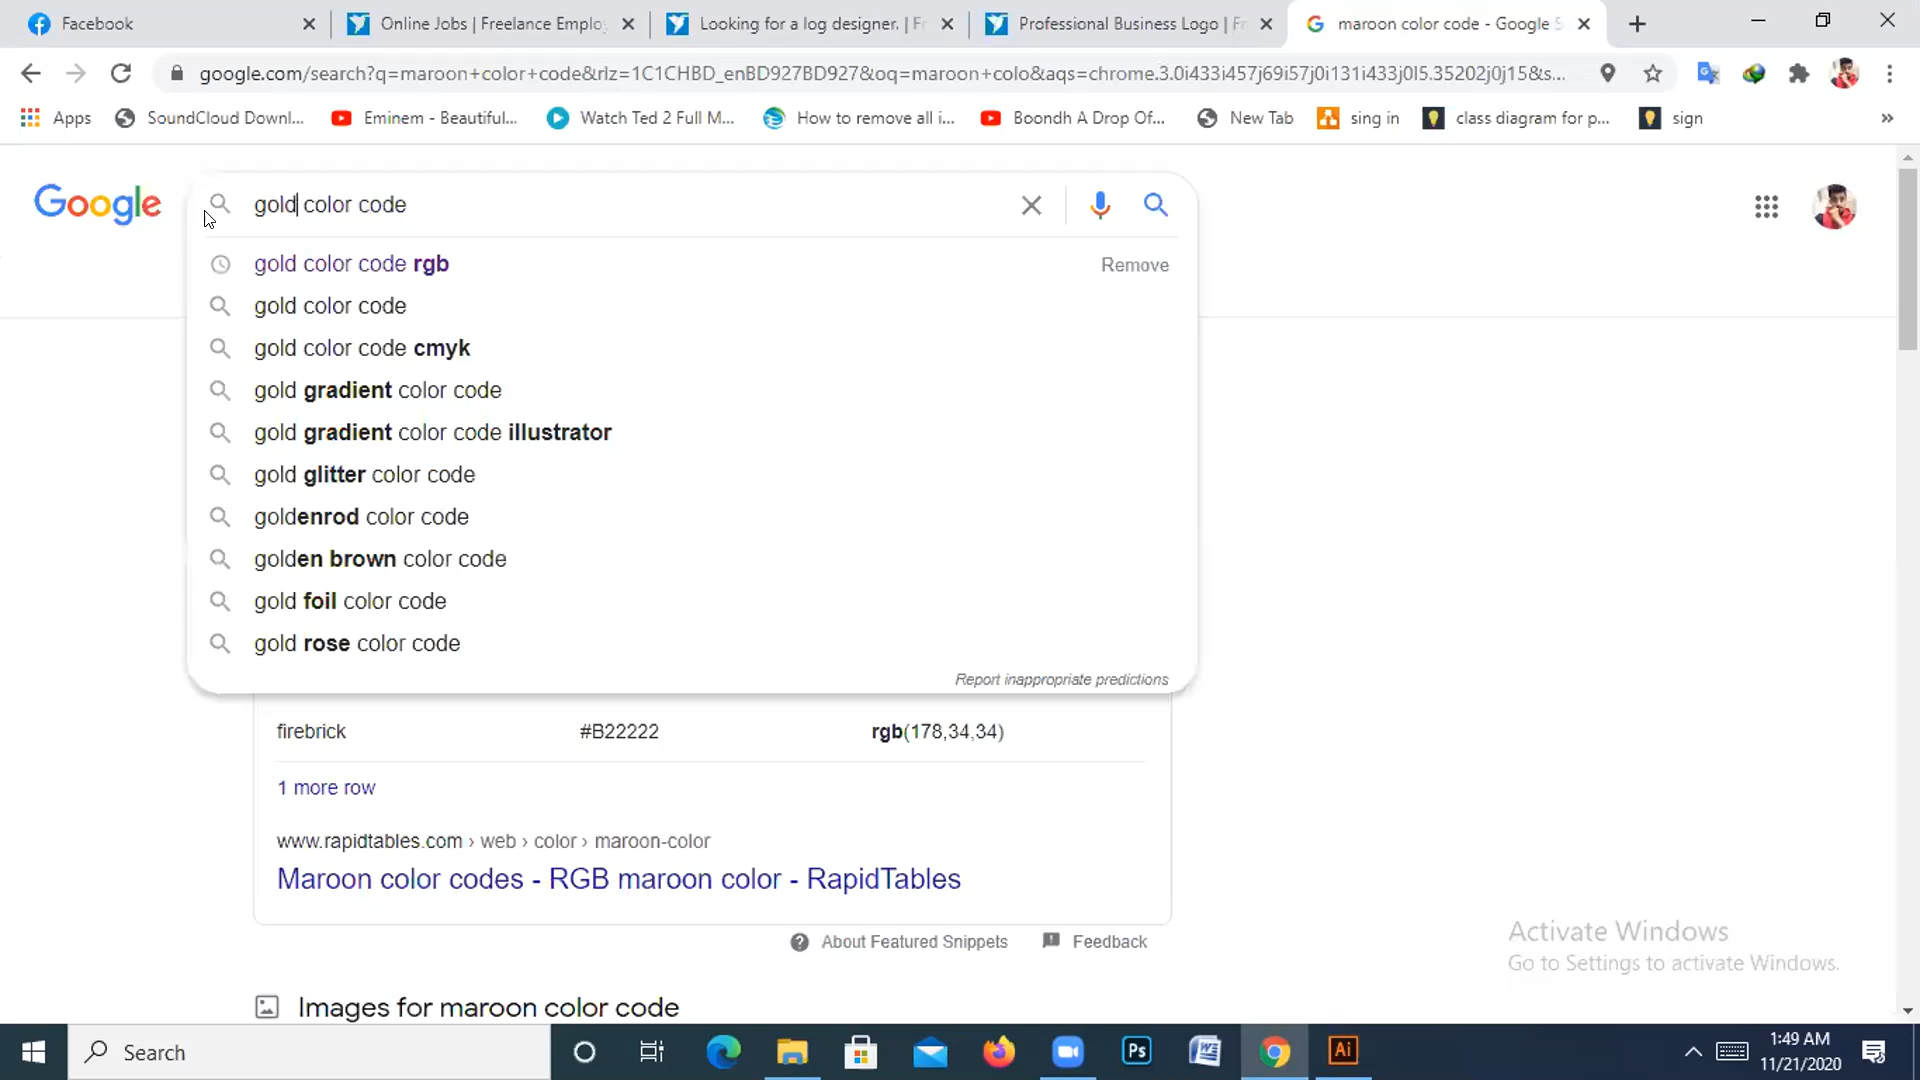 Facebook
Online Jobs | Freelance Employ
Looking for a log designer. | Fr
Professional Business Logo | Fr
maroon color code - Google S
google.com/search?q=maroon+color+code&rlz=1C1CHBD_enBD927BD927&oq=maroon+colo&aqs=chrome.3.0i433i457j69i57j0i131i433j0l5.35202j0j15&s...
Apps
SoundCloud Downl...
Eminem - Beautiful...
Watch Ted 2 Full M...
How to remove all i...
Boondh A Drop Of...
New Tab
sing in
class diagram for p...
sign
»
Google
gold color code
gold color code rgb
Remove
gold color code
gold color code cmyk
gold gradient color code
gold gradient color code illustrator
gold glitter color code
goldenrod color code
golden brown color code
gold foil color code
gold rose color code
Report inappropriate predictions
firebrick
#B22222
rgb(178,34,34)
1 more row
www.rapidtables.com › web › color › maroon-color
Maroon color codes - RGB maroon color - RapidTables
About Featured Snippets
Feedback
Images for maroon color code
Activate Windows
Go to Settings to activate Windows.
Search
Ps
Ai
1:49 AM
11/21/2020